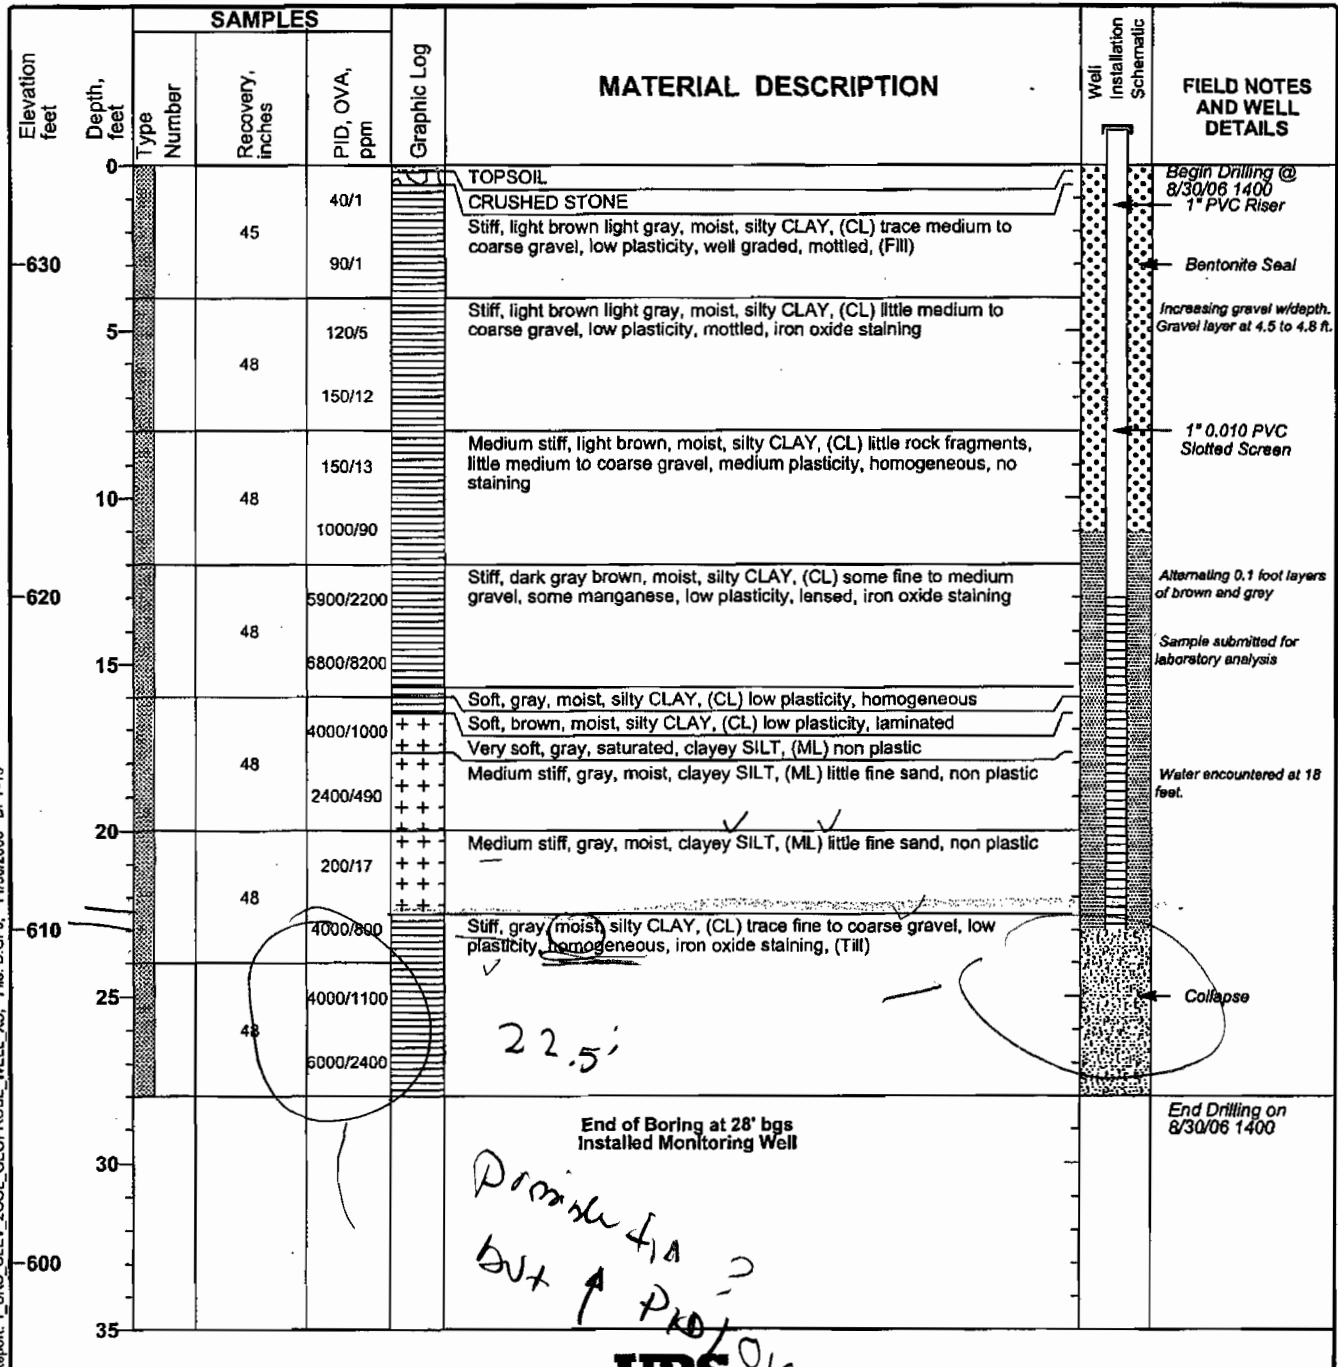 SAMPLES
Elevation feet
Depth, feet
Type
Number
Recovery, inches
PID, OVA, ppm
Graphic Log
MATERIAL DESCRIPTION
Well Installation Schematic
FIELD NOTES AND WELL DETAILS
0
TOPSOIL
Begin Drilling @
8/30/06 1400
40/1
CRUSHED STONE
1" PVC Riser
45
Stiff, light brown light gray, moist, silty CLAY, (CL) trace medium to
coarse gravel, low plasticity, well graded, mottled, (Fill)
630
90/1
Bentonite Seal
Stiff, light brown light gray, moist, silty CLAY, (CL) little medium to
coarse gravel, low plasticity, mottled, iron oxide staining
Increasing gravel w/depth.
Gravel layer at 4.5 to 4.8 ft.
5
120/5
48
150/12
Medium stiff, light brown, moist, silty CLAY, (CL) little rock fragments,
little medium to coarse gravel, medium plasticity, homogeneous, no
staining
1" 0.010 PVC
Slotted Screen
150/13
10
48
1000/90
Stiff, dark gray brown, moist, silty CLAY, (CL) some fine to medium
gravel, some manganese, low plasticity, lensed, iron oxide staining
Alternating 0.1 foot layers
of brown and grey
620
5900/2200
48
Sample submitted for
laboratory analysis
15
6800/8200
Soft, gray, moist, silty CLAY, (CL) low plasticity, homogeneous
4000/1000
Soft, brown, moist, silty CLAY, (CL) low plasticity, laminated
Very soft, gray, saturated, clayey SILT, (ML) non plastic
48
Medium stiff, gray, moist, clayey SILT, (ML) little fine sand, non plastic
Water encountered at 18
feet.
2400/490
20
Medium stiff, gray, moist, clayey SILT, (ML) little fine sand, non plastic
200/17
48
610
4000/800
Stiff, gray, moist, silty CLAY, (CL) trace fine to coarse gravel, low
plasticity, homogeneous, iron oxide staining, (Till)
25
4000/1100
Collapse
48
22.5'
6000/2400
End of Boring at 28' bgs
Installed Monitoring Well
End Drilling on
8/30/06 1400
30
600
?
PID/
35
URS